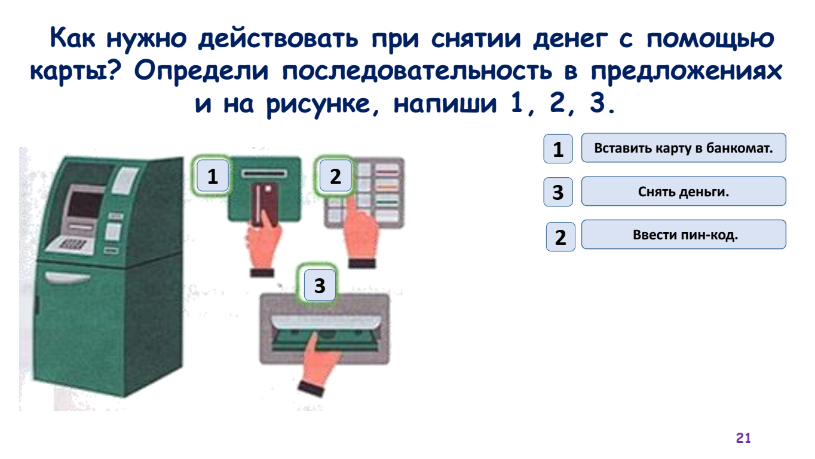 Как нужно действовать при снятии денег с помощью
карты? Определи последовательность в предложениях
и на рисунке, напиши 1, 2, 3.
1
2
3
1 Вставить карту в банкомат.
3 Снять деньги.
2 Ввести пин-код.
21